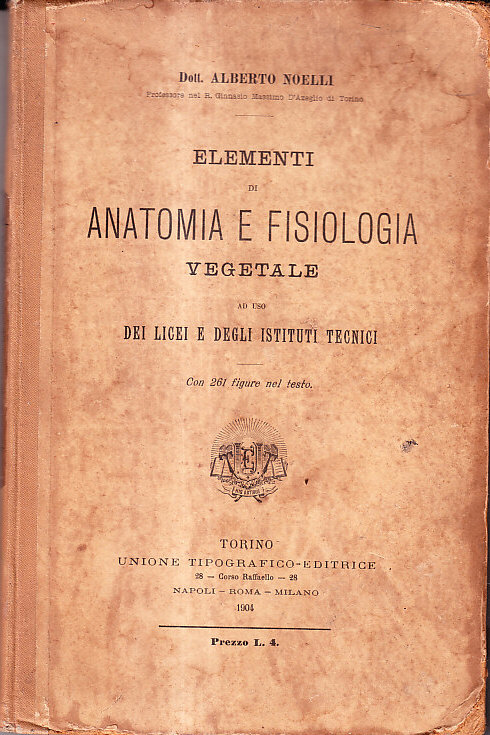 Dott. ALBERTO NOELLI
Professore nel R. Ginnasio Massimo D'Azeglio di Torino
ELEMENTI
DI
ANATOMIA E FISIOLOGIA
VEGETALE
AD USO
DEI LICEI E DEGLI ISTITUTI TECNICI
Con 261 figure nel testo.
TORINO
UNIONE TIPOGRAFICO-EDITRICE
28 — Corso Raffaello — 28
NAPOLI — ROMA — MILANO
1904
Prezzo L. 4.